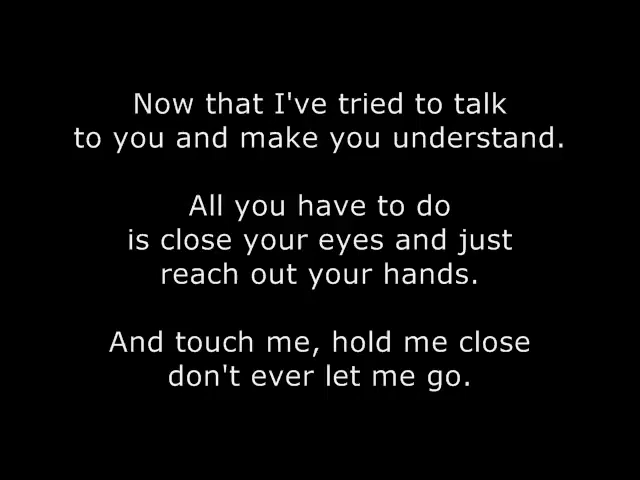 Now that I've tried to talk
to you and make you understand.
All you have to do
is close your eyes and just
reach out your hands.
And touch me, hold me close
don't ever let me go.